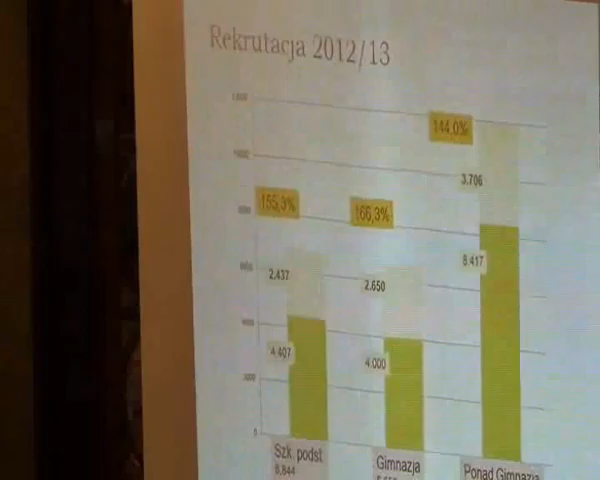 Rekrutacja 2012/13
144,0%
3.706
155,3%
166,3%
8.417
2.437
2.650
4.407
4.000
Szk. podst
Gimnazja
Ponad Gimnazja
6,844